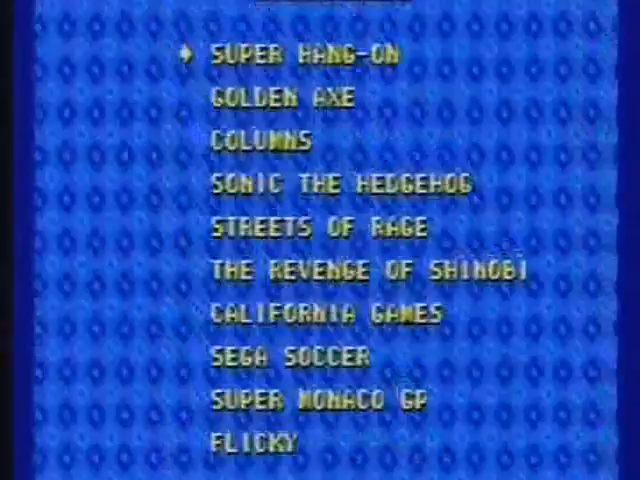 SUPER HANG-ON
GOLDEN AXE
COLUMNS
SONIC THE HEDGEHOG
STREETS OF RAGE
THE REVENGE OF SHINOBI
CALIFORNIA GAMES
SEGA SOCCER
SUPER MONACO GP
FLICKY